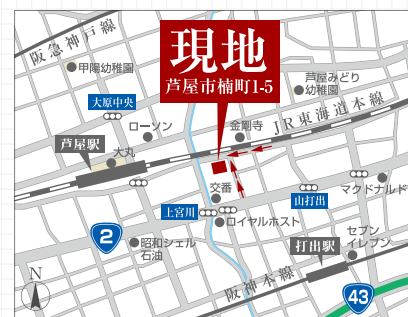 阪急神戸線
現地
芦屋市楠町1-5
甲陽幼稚園
芦屋みどり
幼稚園
大原中央
ローソン
金剛寺
JR東海道本線
芦屋駅
大丸
交番
マクドナルド
山打出
上宮川
ロイヤルホスト
2
昭和シェル
石油
打出駅
セブン
イレブン
阪神本線
N
43